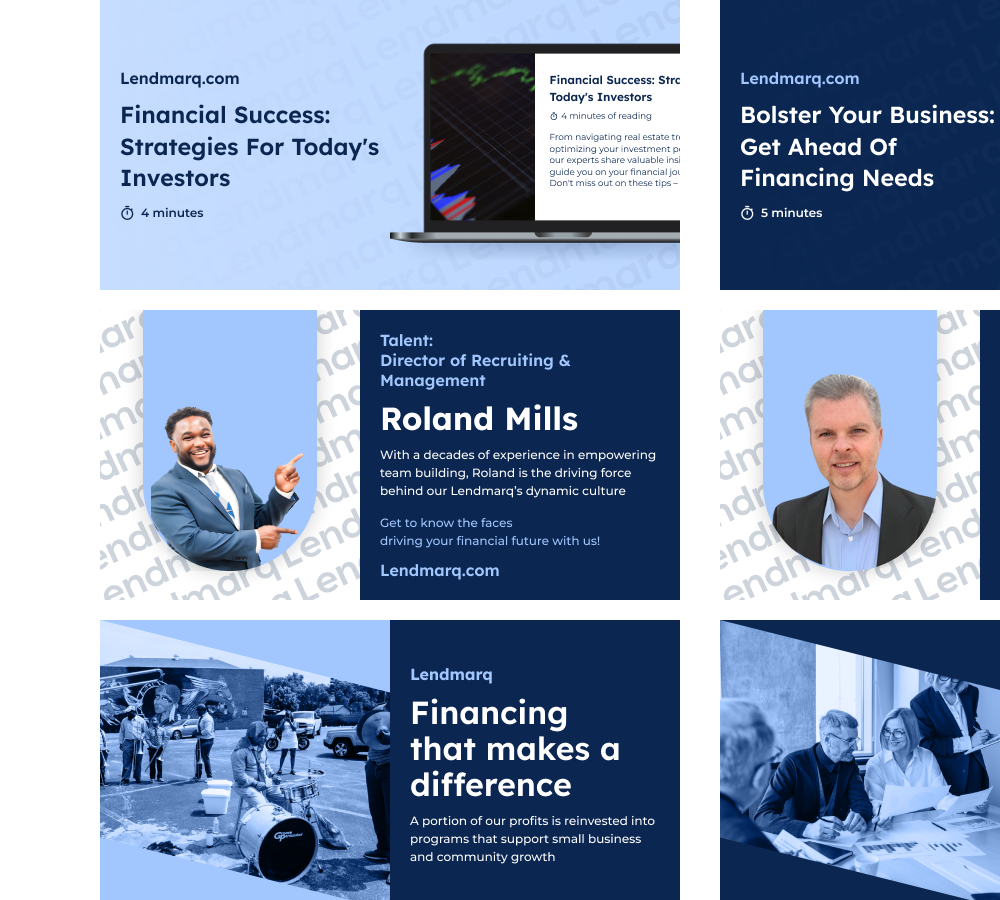 Lendmarq.com
Financial Success:
Strategies For Today's
Investors
4 minutes
Financial Success: Stra
Today's Investors
4 minutes of reading
From navigating real estate tre
optimizing your investment po
our experts share valuable insi
guide you on your financial jou
Don't miss out on these tips –
Lendmarq.com
Bolster Your Business:
Get Ahead Of
Financing Needs
5 minutes
Talent:
Director of Recruiting &
Management
Roland Mills
With a decades of experience in empowering
team building, Roland is the driving force
behind our Lendmarq's dynamic culture
Get to know the faces
driving your financial future with us!
Lendmarq.com
Lendmarq
Financing
that makes a
difference
A portion of our profits is reinvested into
programs that support small business
and community growth